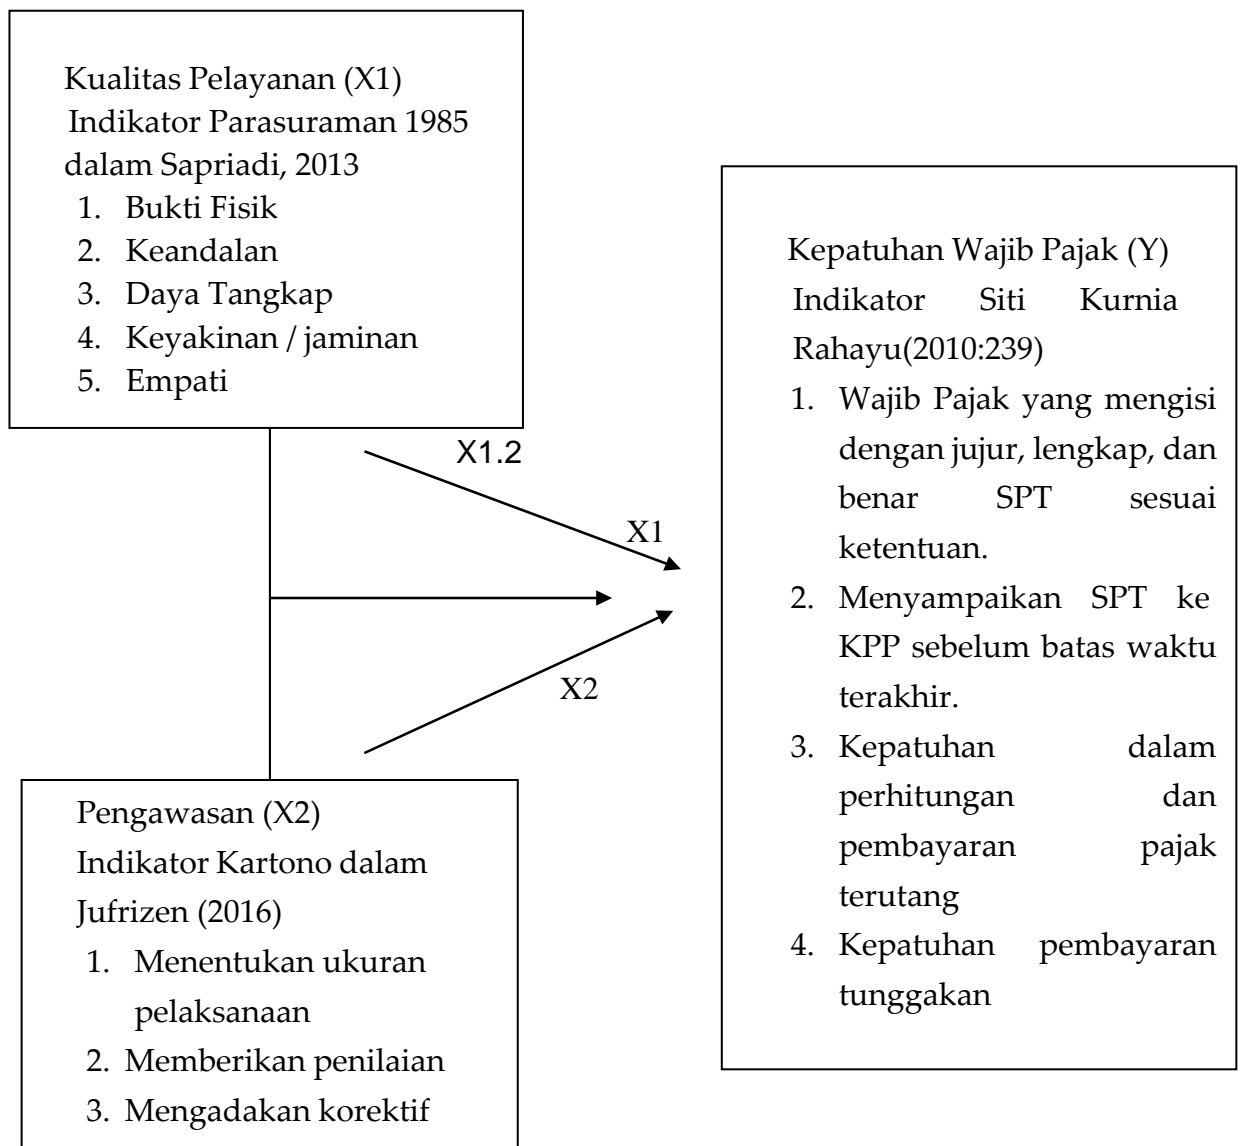 Kualitas Pelayanan (X1)
Indikator Parasuraman 1985
dalam Sapriadi, 2013
1. Bukti Fisik
2. Keandalan
3. Daya Tangkap
4. Keyakinan / jaminan
5. Empati
X1.2
X1
X2
Pengawasan (X2)
Indikator Kartono dalam
Jufrizen (2016)
1. Menentukan ukuran
pelaksanaan
2. Memberikan penilaian
3. Mengadakan korektif
Kepatuhan Wajib Pajak (Y)
Indikator Siti Kurnia
Rahayu(2010:239)
1. Wajib Pajak yang mengisi
dengan jujur, lengkap, dan
benar SPT sesuai
ketentuan.
2. Menyampaikan SPT ke
KPP sebelum batas waktu
terakhir.
3. Kepatuhan dalam
perhitungan dan
pembayaran pajak
terutang
4. Kepatuhan pembayaran
tunggakan